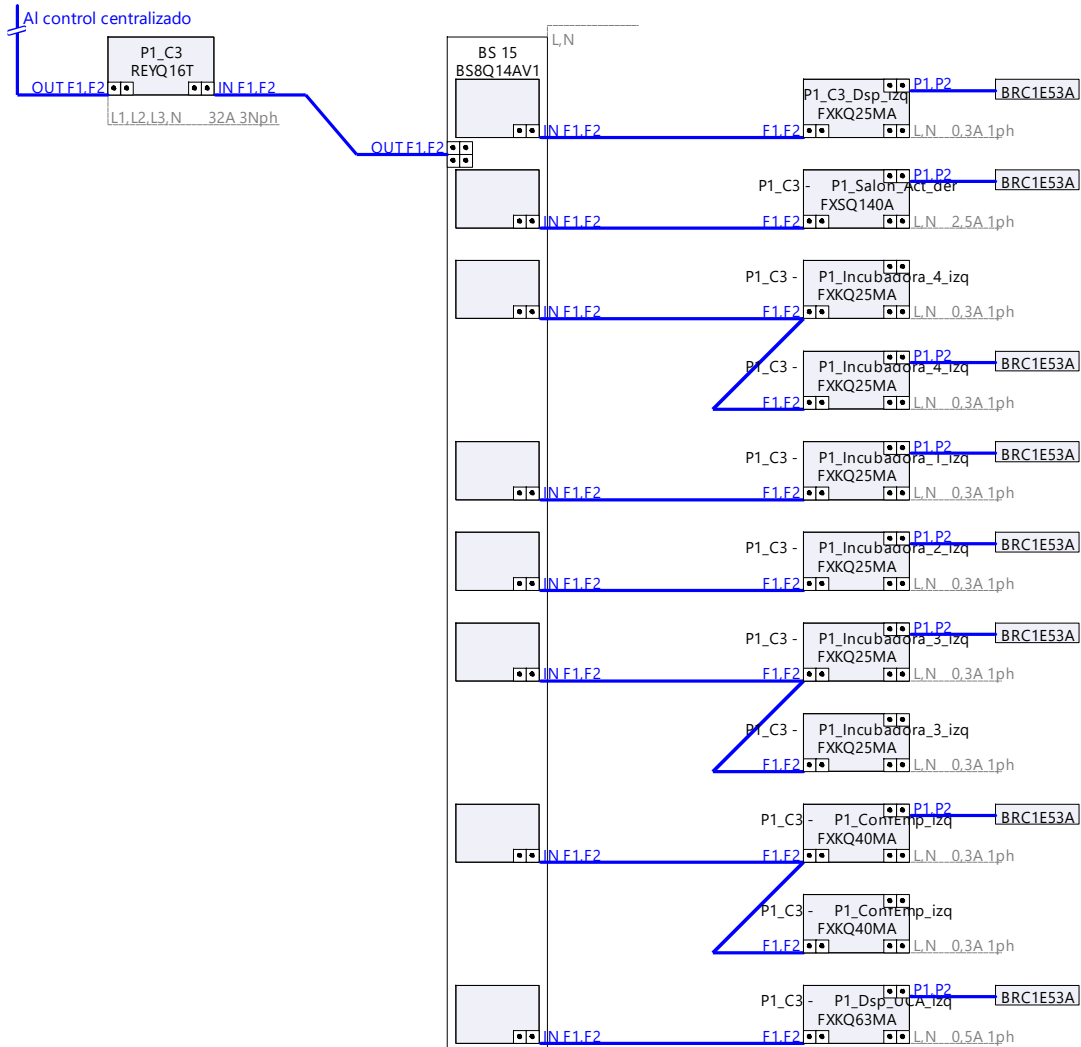 Al control centralizado
P1_C3
REYQ16T
OUT F1,F2
IN F1,F2
L1,L2,L3,N 32A 3Nph
L,N
BS 15
BS8Q14AV1
OUT F1,F2
IN F1,F2
P1_C3_Dsp_izq
FXKQ25MA
F1,F2
P1,P2
BRC1E53A
L,N 0,3A 1ph
IN F1,F2
P1_C3 - P1_Salon_Act_der
FXSQ140A
F1,F2
P1,P2
BRC1E53A
L,N 2,5A 1ph
IN F1,F2
P1_C3 - P1_Incubadora_4_izq
FXKQ25MA
F1,F2
L,N 0,3A 1ph
P1_C3 - P1_Incubadora_4_izq
FXKQ25MA
F1,F2
P1,P2
BRC1E53A
L,N 0,3A 1ph
IN F1,F2
P1_C3 - P1_Incubadora_1_izq
FXKQ25MA
F1,F2
P1,P2
BRC1E53A
L,N 0,3A 1ph
IN F1,F2
P1_C3 - P1_Incubadora_2_izq
FXKQ25MA
F1,F2
P1,P2
BRC1E53A
L,N 0,3A 1ph
IN F1,F2
P1_C3 - P1_Incubadora_3_izq
FXKQ25MA
F1,F2
P1,P2
BRC1E53A
L,N 0,3A 1ph
P1_C3 - P1_Incubadora_3_izq
FXKQ25MA
F1,F2
L,N 0,3A 1ph
IN F1,F2
P1_C3 - P1_ConfEmp_izq
FXKQ40MA
F1,F2
P1,P2
BRC1E53A
L,N 0,3A 1ph
P1_C3 - P1_ConfEmp_izq
FXKQ40MA
F1,F2
L,N 0,3A 1ph
IN F1,F2
P1_C3 - P1_Dsp_UCA_izq
FXKQ63MA
F1,F2
P1,P2
BRC1E53A
L,N 0,5A 1ph